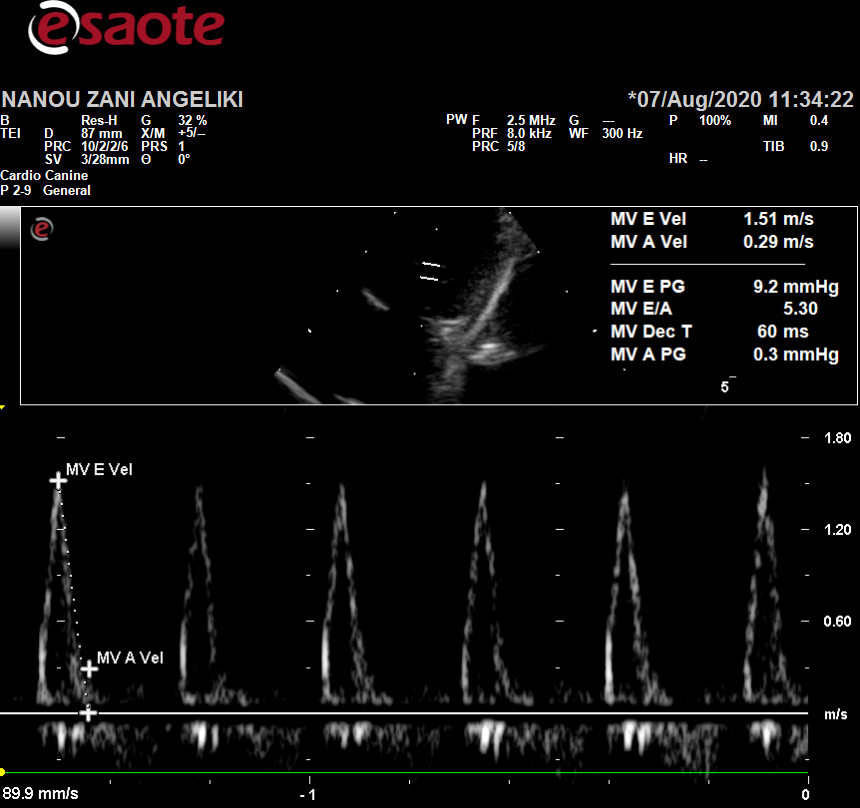 esaote
NANOU ZANI ANGELIKI *07/Aug/2020 11:34:22
B Res-H G 32 % PW F 2.5 MHz G --- P 100% MI 0.4
TEI D 87 mm X/M +5/-- PRF 8.0 kHz WF 300 Hz
PRC 10/2/2/6 PRS 1 PRC 5/8 TIB 0.9
SV 3/28mm Θ 0° HR --
Cardio Canine
P 2-9 General
e
MV E Vel 1.51 m/s
MV A Vel 0.29 m/s
MV E PG 9.2 mmHg
MV E/A 5.30
MV Dec T 60 ms
MV A PG 0.3 mmHg
5
1.80
MV E Vel
1.20
0.60
MV A Vel
m/s
89.9 mm/s -1 0